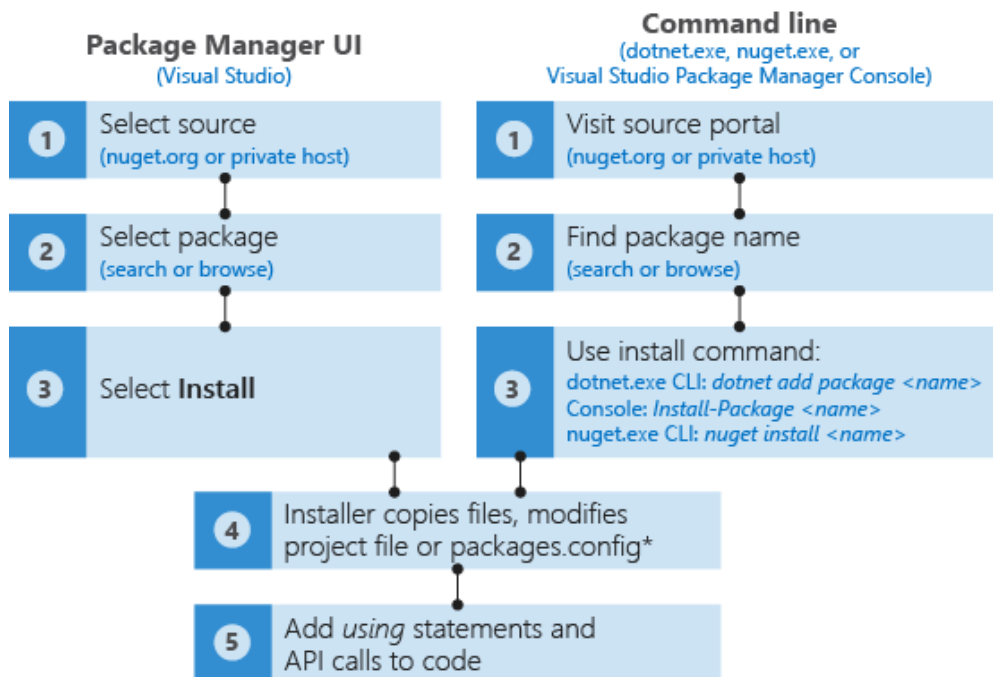 Package Manager UI
(Visual Studio)
1
Select source
(nuget.org or private host)
2
Select package
(search or browse)
3
Select Install
Command line
(dotnet.exe, nuget.exe, or
Visual Studio Package Manager Console)
1
Visit source portal
(nuget.org or private host)
2
Find package name
(search or browse)
3
Use install command:
dotnet.exe CLI: dotnet add package <name>
Console: Install-Package <name>
nuget.exe CLI: nuget install <name>
4
Installer copies files, modifies
project file or packages.config*
5
Add using statements and
API calls to code